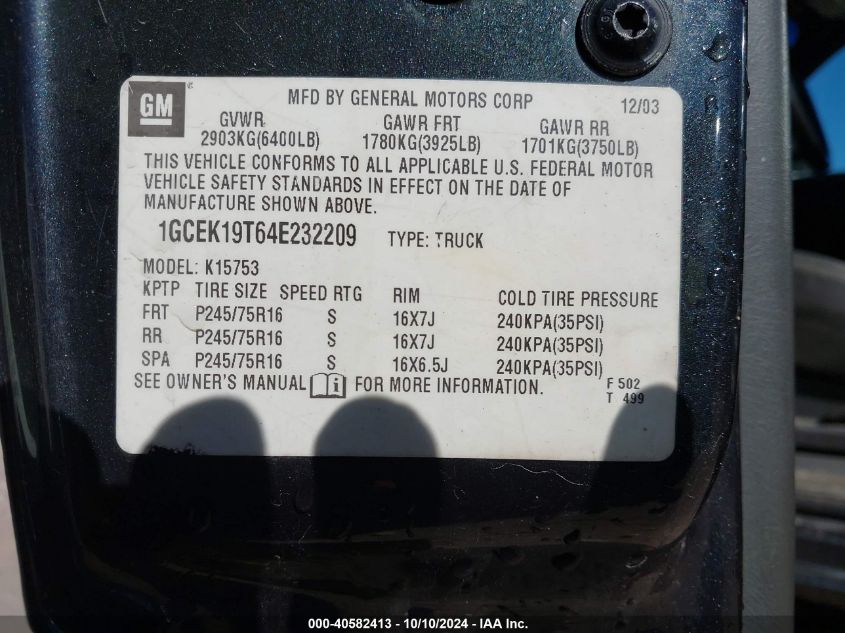 GM
®
MFD BY GENERAL MOTORS CORP 12/03
GVWR GAWR FRT GAWR RR
2903KG(6400LB) 1780KG(3925LB) 1701KG(3750LB)
THIS VEHICLE CONFORMS TO ALL APPLICABLE U.S. FEDERAL MOTOR
VEHICLE SAFETY STANDARDS IN EFFECT ON THE DATE OF
MANUFACTURE SHOWN ABOVE.
1GCEK19T64E232209 TYPE: TRUCK
MODEL: K15753
KPTP TIRE SIZE SPEED RTG RIM COLD TIRE PRESSURE
FRT P245/75R16 S 16X7J 240KPA(35PSI)
RR P245/75R16 S 16X7J 240KPA(35PSI)
SPA P245/75R16 S 16X6.5J 240KPA(35PSI)
SEE OWNER'S MANUAL i FOR MORE INFORMATION.
F 502
T 499
000-40582413 - 10/10/2024 - IAA Inc.